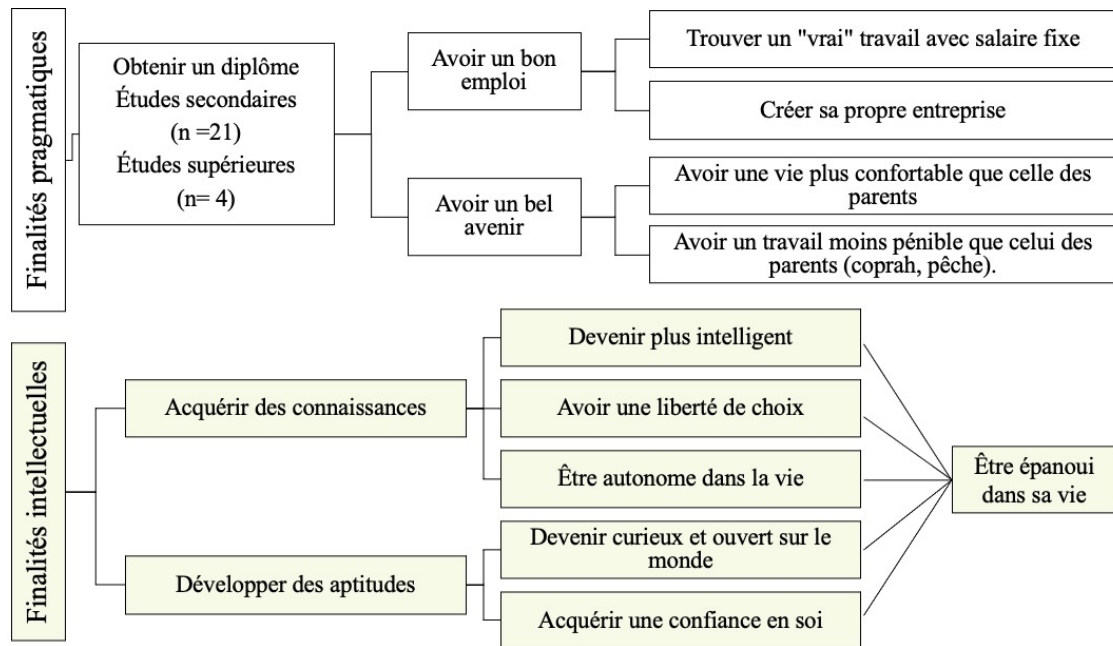 Finalités pragmatiques
Obtenir un diplôme
Études secondaires
(n =21)
Études supérieures
(n= 4)
Avoir un bon
emploi
Trouver un "vrai" travail avec salaire fixe
Créer sa propre entreprise
Avoir un bel
avenir
Avoir une vie plus confortable que celle des
parents
Avoir un travail moins pénible que celui des
parents (coprah, pêche).
Finalités intellectuelles
Acquérir des connaissances
Devenir plus intelligent
Avoir une liberté de choix
Être autonome dans la vie
Développer des aptitudes
Devenir curieux et ouvert sur le
monde
Acquérir une confiance en soi
Être épanoui
dans sa vie